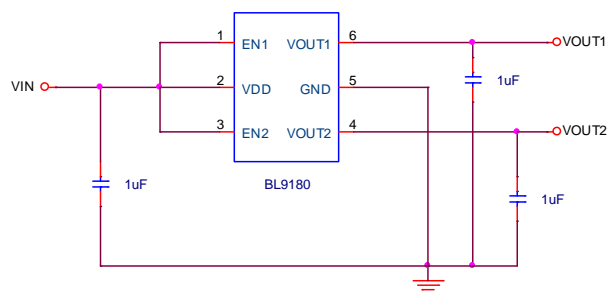 1 EN1 VOUT1 6 VOUT1
VIN 2 VDD GND 5 1uF
3 EN2 VOUT2 4 VOUT2
1uF BL9180 1uF